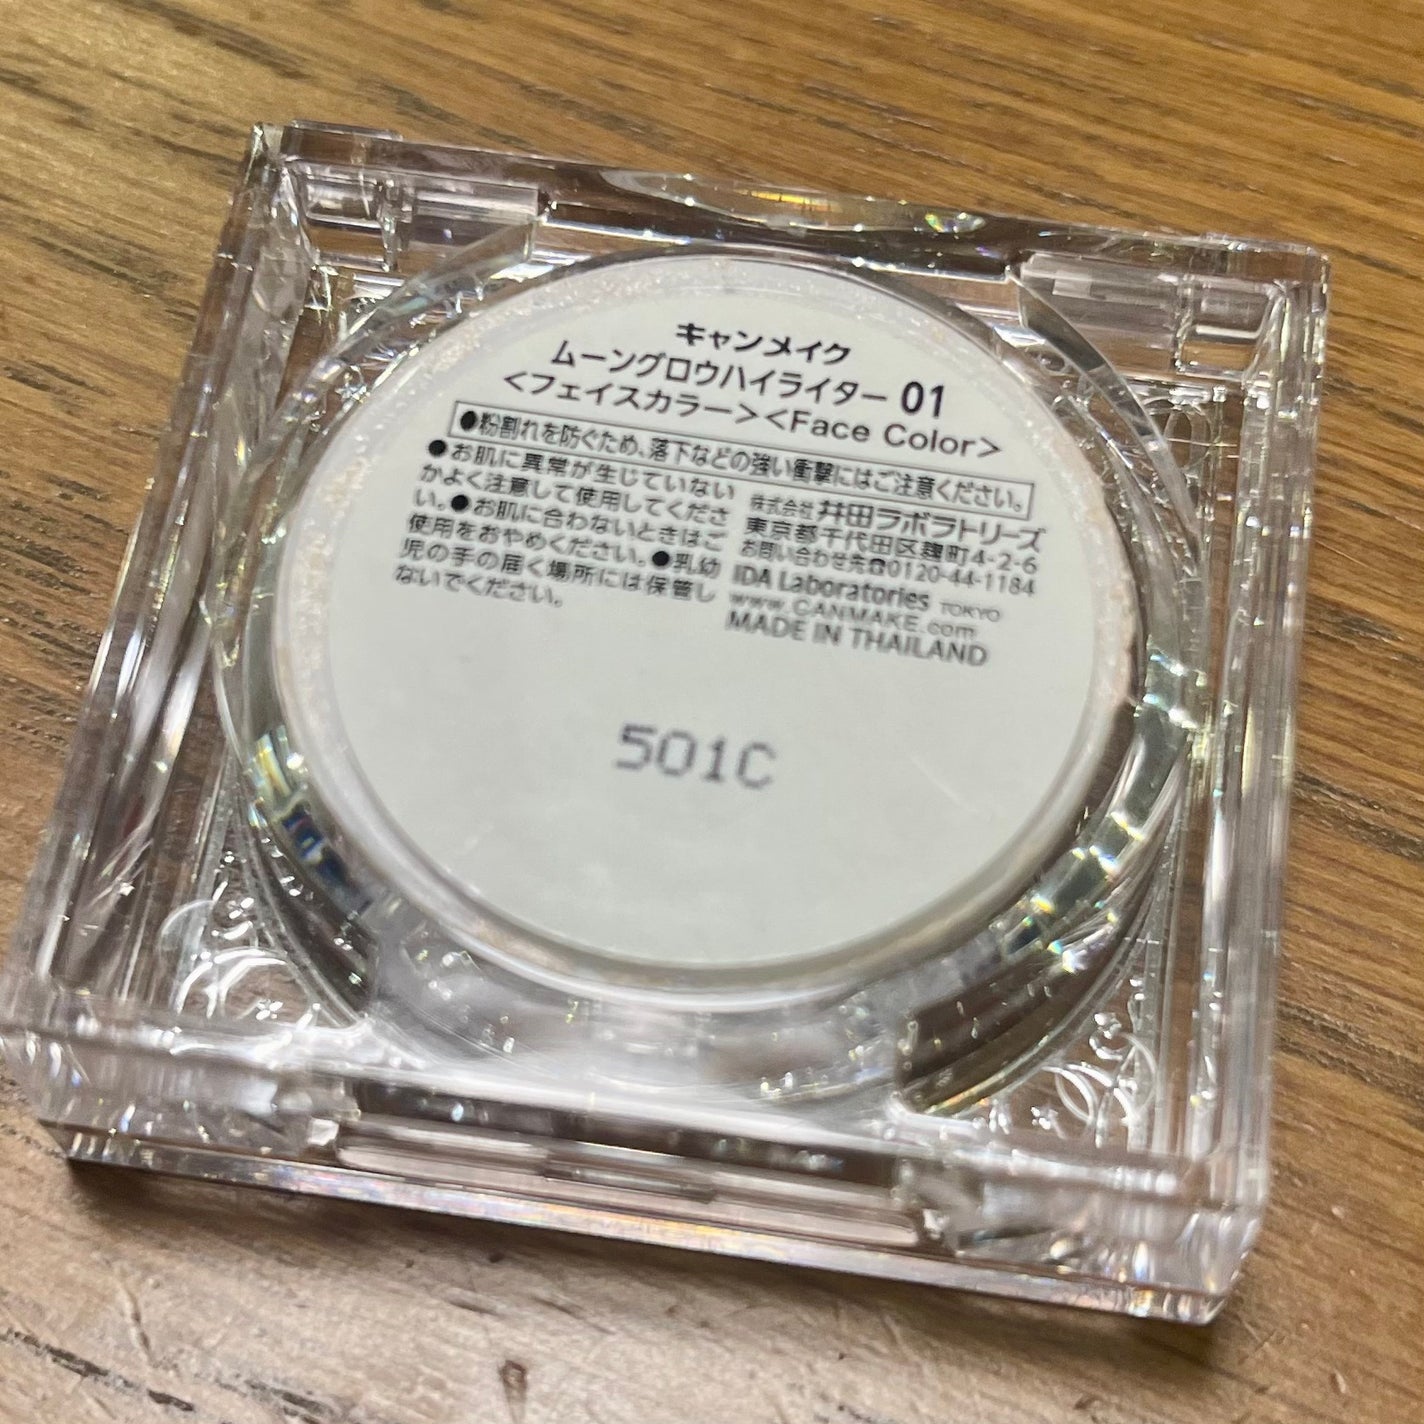 キャンメイク
ムーングロウハイライター 01
<フェイスカラー><Face Color>
●粉割れを防ぐため、落下などの強い衝撃にはご注意ください。
●お肌に異常が生じていない
かよく注意して使用してくださ
い。●お肌に合わないときはご
使用をおやめください。●乳幼
児の手の届く場所には保管し
ないでください。
株式会社 井田ラボラトリーズ
東京都千代田区麹町4-2-6
お問い合わせ先☎0120-44-1184
IDA Laboratories TOKYO
www.CANMAKE.com
MADE IN THAILAND
501C